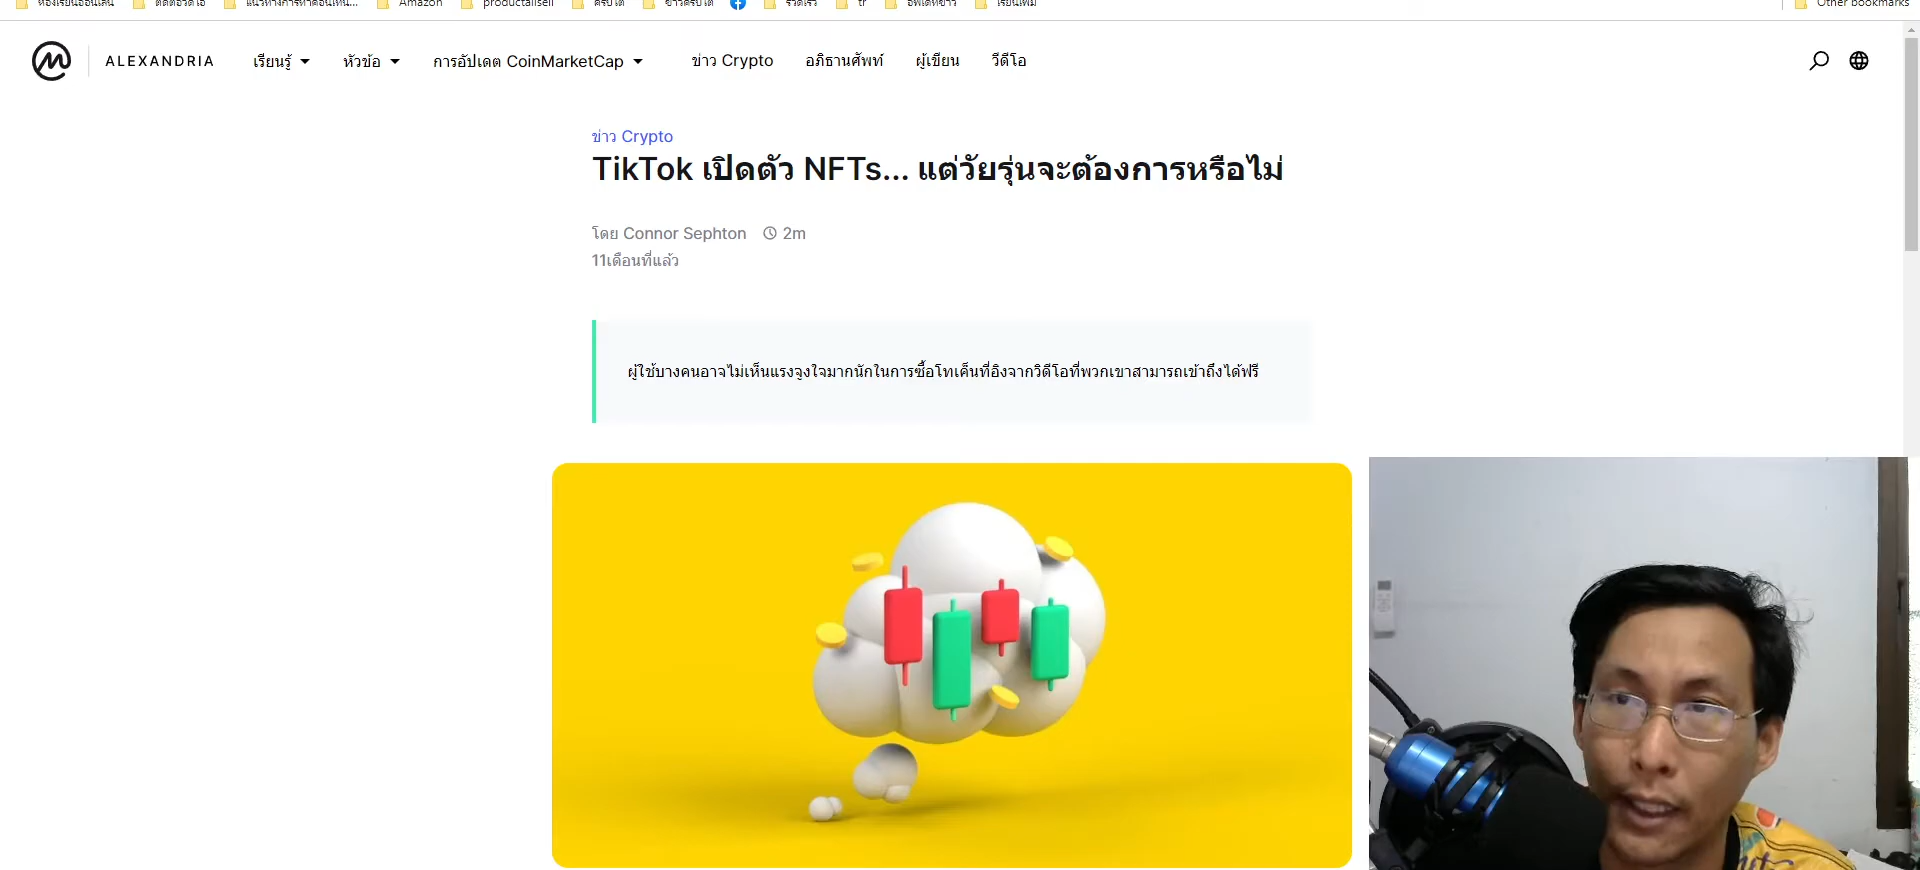 Amazon
productallsell
tr
Other bookmarks
ALEXANDRIA
เรียนรู้
หัวข้อ
การอัปเดต CoinMarketCap
ข่าว Crypto
อภิธานศัพท์
ผู้เขียน
วีดีโอ
ข่าว Crypto
TikTok เปิดตัว NFTs... แต่วัยรุ่นจะต้องการหรือไม่
โดย Connor Sephton
2m
11เดือนที่แล้ว
ผู้ใช้บางคนอาจไม่เห็นแรงจูงใจมากนักในการซื้อโทเค็นที่อิงจากวิดีโอที่พวกเขาสามารถเข้าถึงได้ฟรี